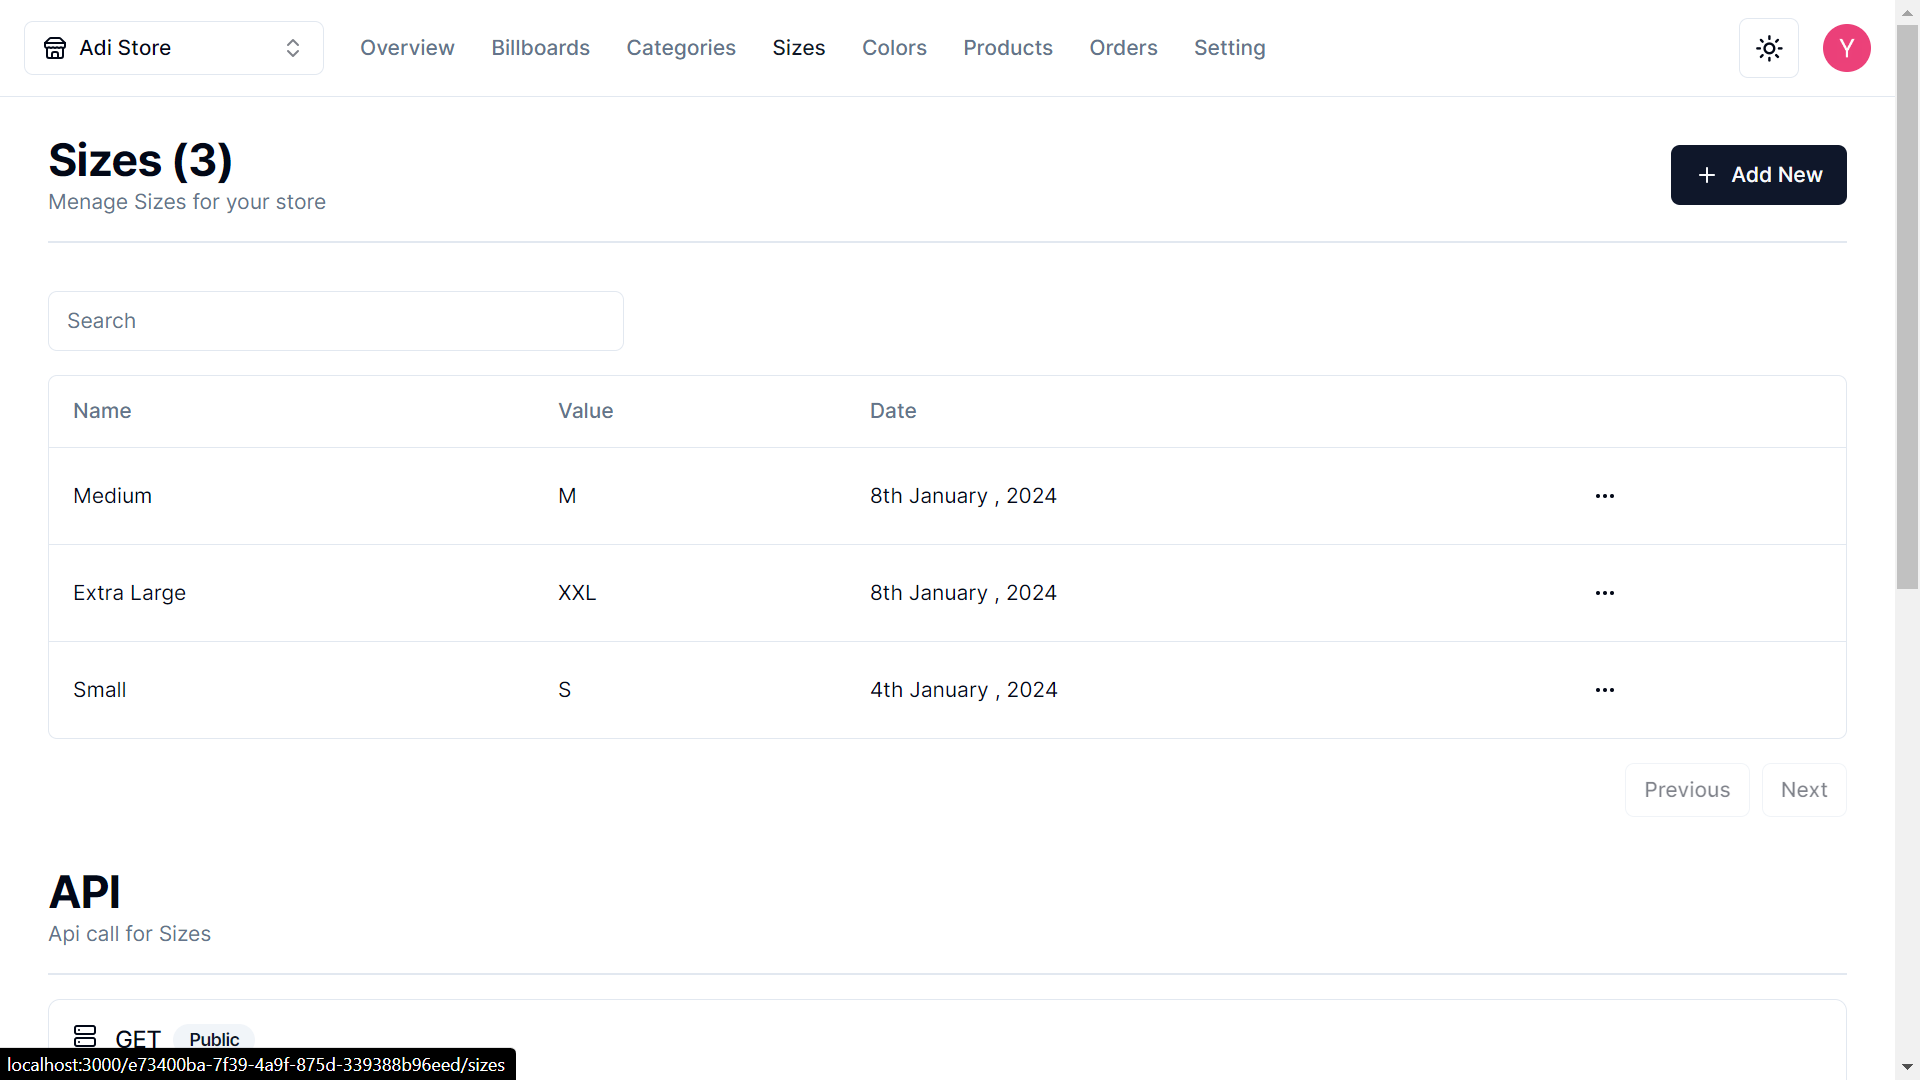 Adi Store Overview Billboards Categories Sizes Colors Products Orders Setting Y
Sizes (3)
Menage Sizes for your store
+ Add New
Search
Name Value Date
Medium M 8th January , 2024 ...
Extra Large XXL 8th January , 2024 ...
Small S 4th January , 2024 ...
Previous Next
API
Api call for Sizes
GET Public
localhost:3000/e73400ba-7f39-4a9f-875d-339388b96eed/sizes